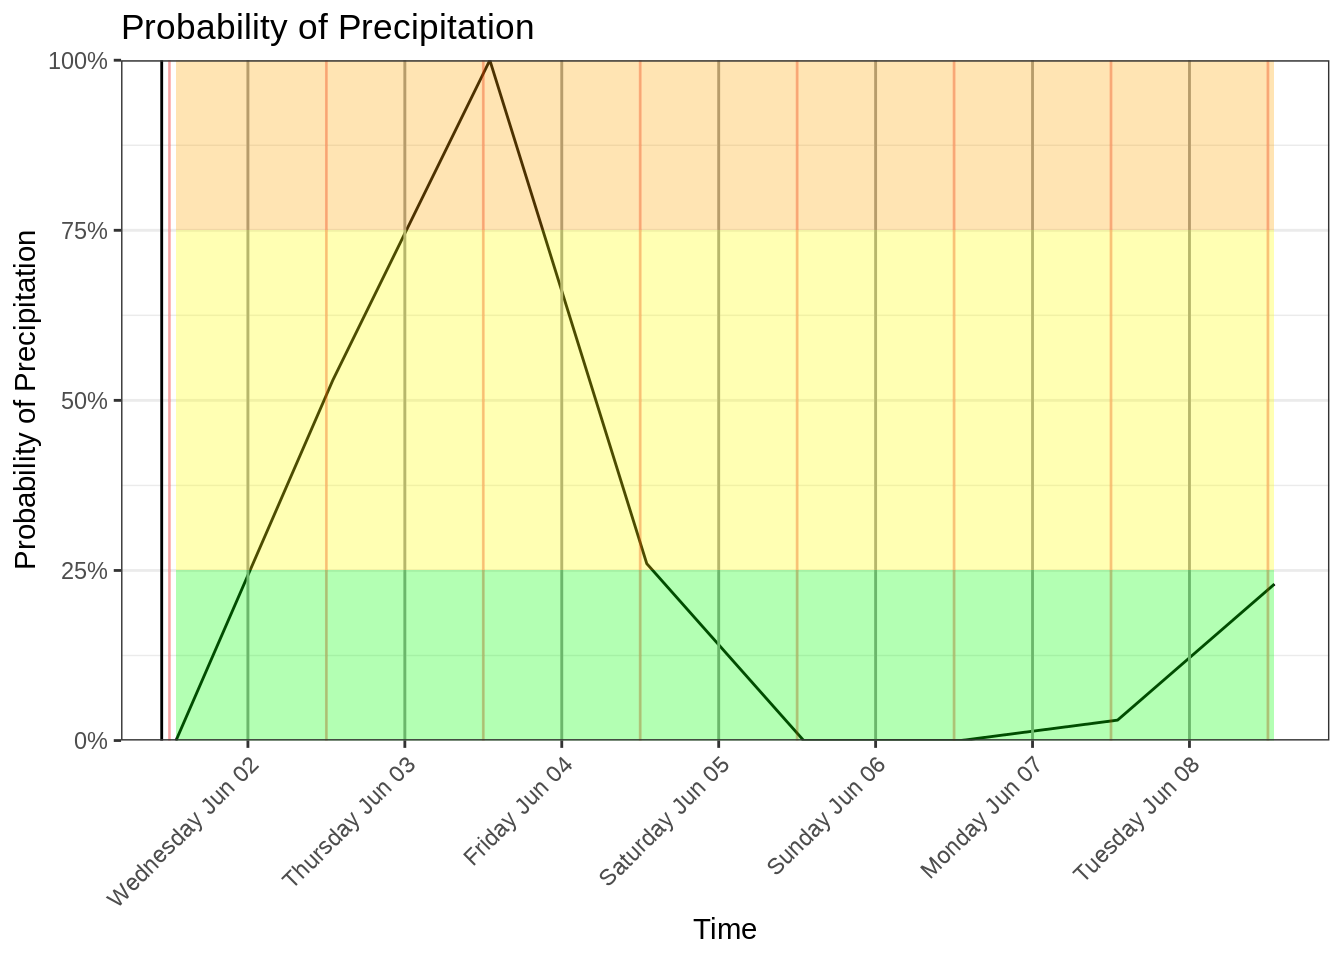 Probability of Precipitation
Probability of Precipitation
100%
75%
50%
25%
0%
Wednesday Jun 02
Thursday Jun 03
Friday Jun 04
Saturday Jun 05
Sunday Jun 06
Monday Jun 07
Tuesday Jun 08
Time